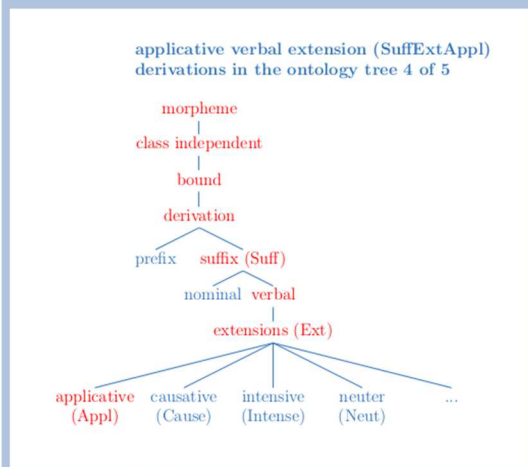 applicative verbal extension (SuffExtAppl)
derivations in the ontology tree 4 of 5
morpheme
class independent
bound
derivation
prefix suffix (Suff)
nominal verbal
extensions (Ext)
applicative causative intensive neuter ...
(Appl) (Cause) (Intense) (Neut)